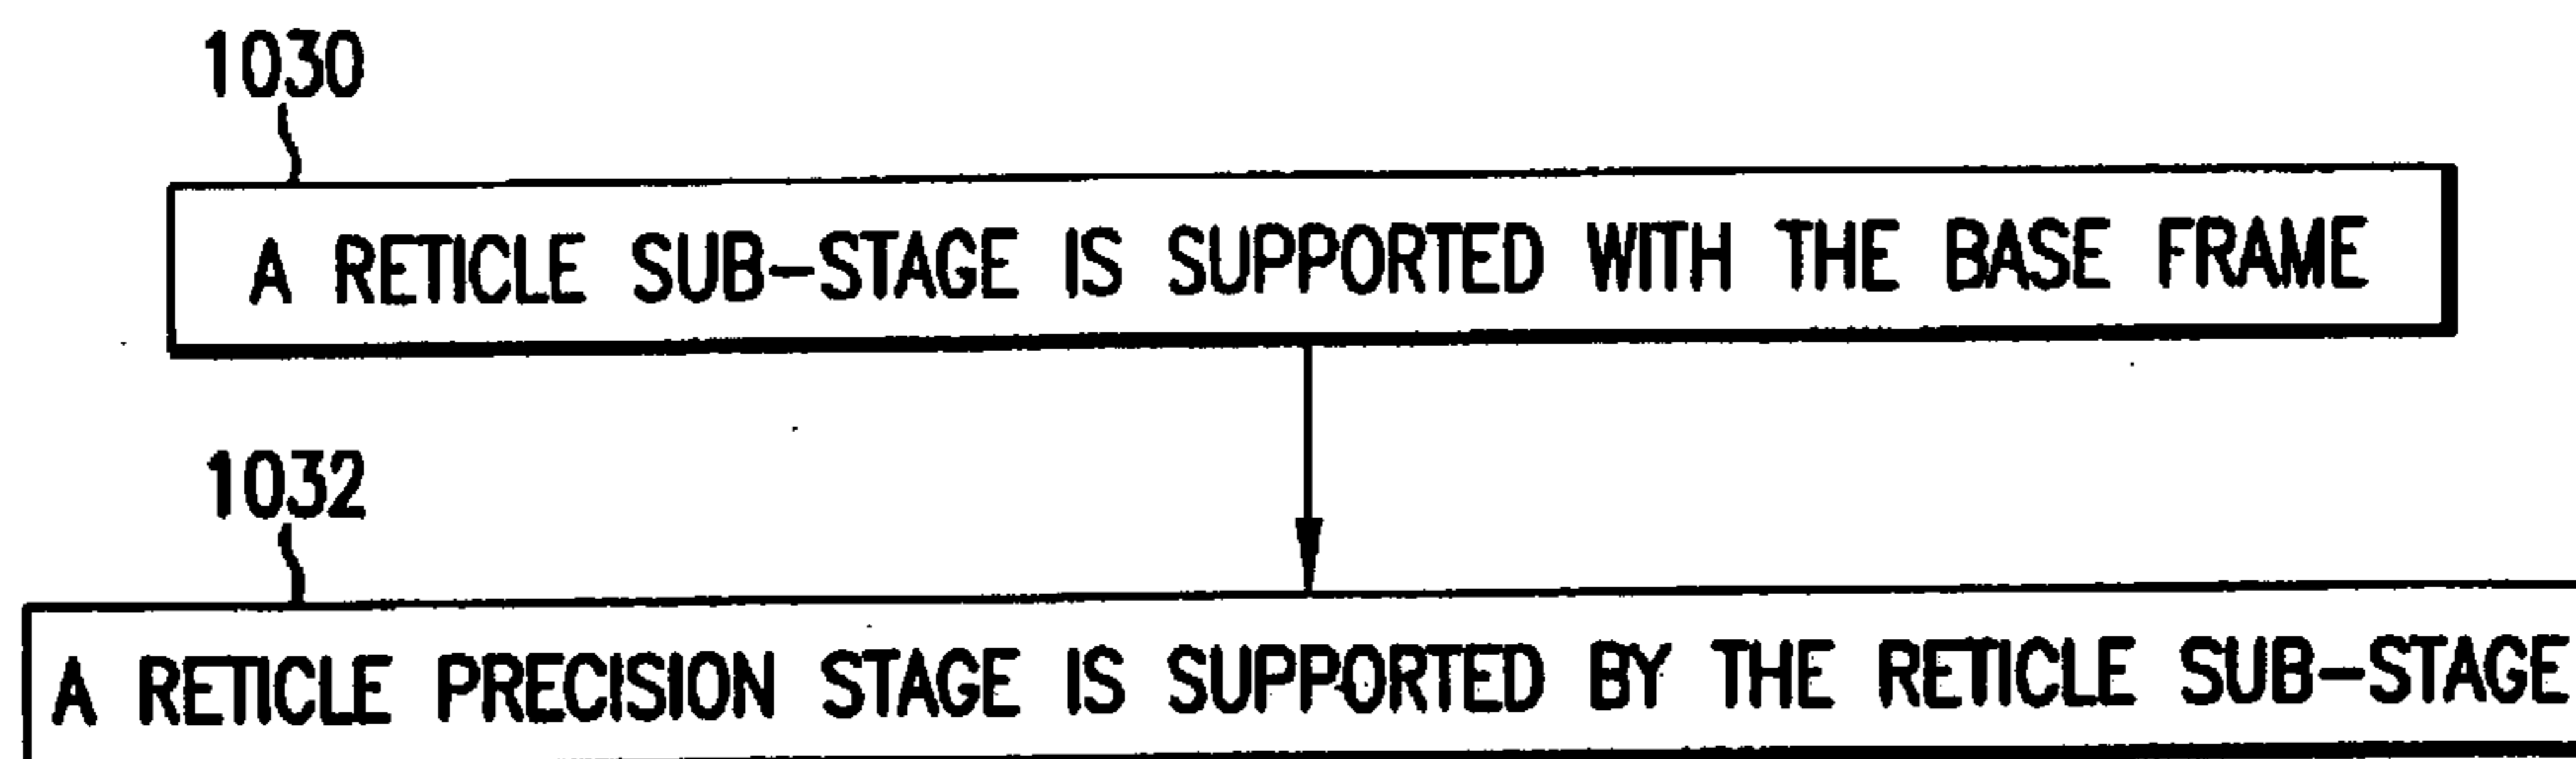 1030
A RETICLE SUB-STAGE IS SUPPORTED WITH THE BASE FRAME
1032
A RETICLE PRECISION STAGE IS SUPPORTED BY THE RETICLE SUB-STAGE